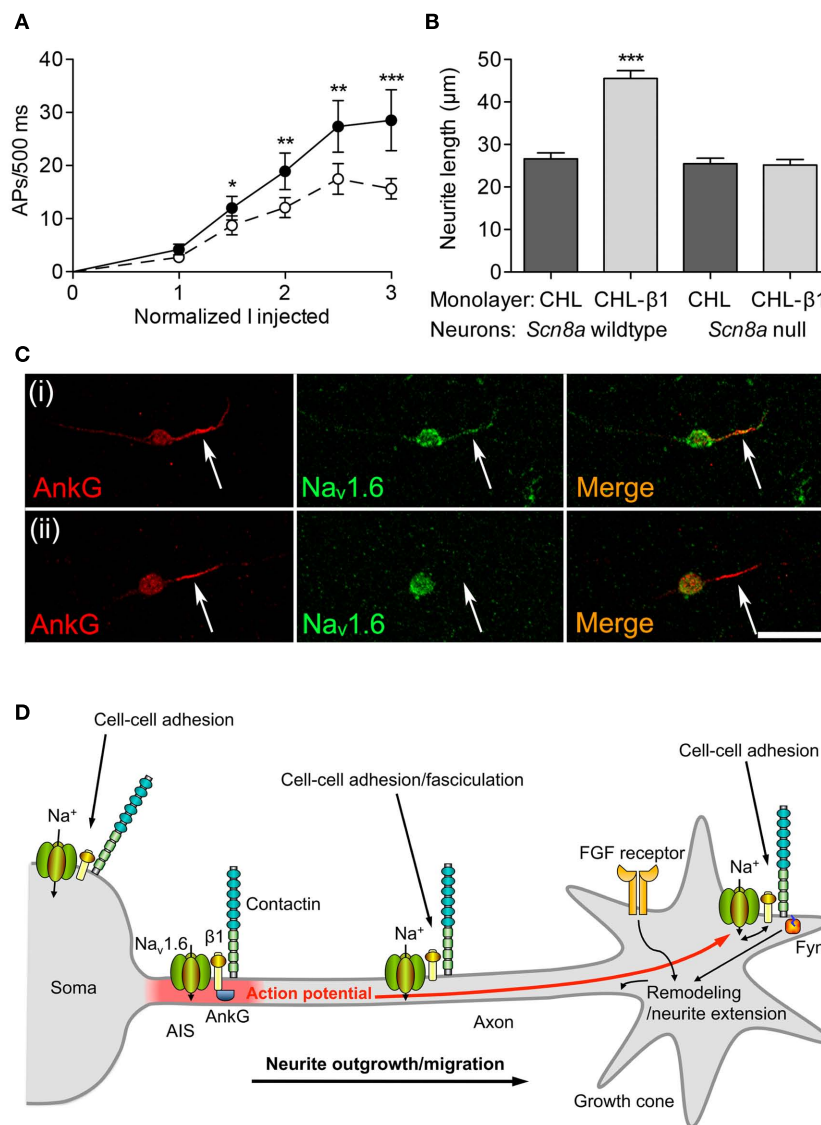 A
40
30
20
10
0
APs/500 ms
*
**
**
***
0
1
2
3
Normalized I injected
B
50
40
30
20
10
0
Neurite length (µm)
***
Monolayer: CHL CHL-β1 CHL CHL-β1
Neurons: Scn8a wildtype Scn8a null
C
(i)
AnkG
Nav1.6
Merge
(ii)
AnkG
Nav1.6
Merge
D
Cell-cell adhesion
Cell-cell adhesion
Cell-cell adhesion/fasciculation
Na+
FGF receptor
Na+
Contactin
Nav1.6
β1
Na+
Fyn
Soma
Action potential
Remodeling
/neurite extension
AnkG
AIS
Axon
Neurite outgrowth/migration
Growth cone